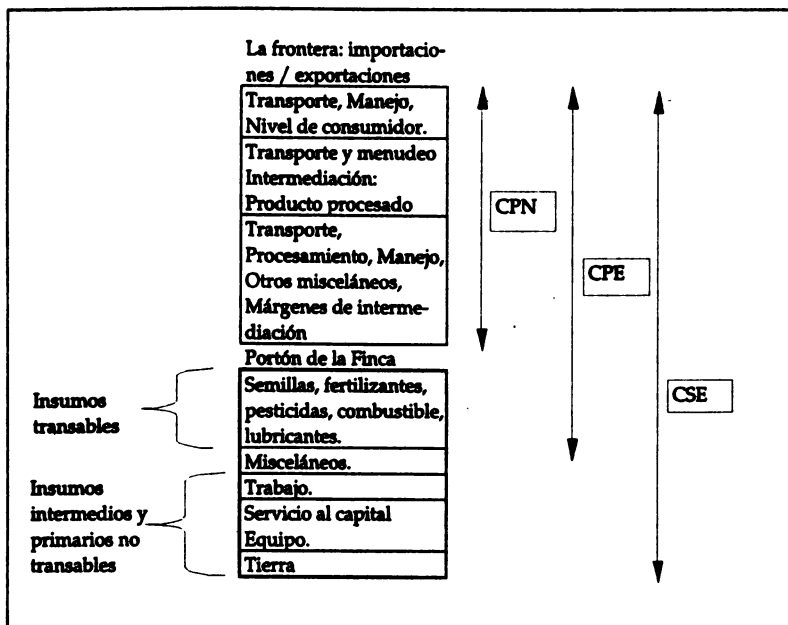 La frontera: importacio-
nes / exportaciones
Transporte, Manejo,
Nivel de consumidor.
Transporte y menudeo
Intermediación:
Producto procesado
Transporte,
Procesamiento, Manejo,
Otros misceláneos,
Márgenes de interme-
diación
CPN
CPE
CSE
Portón de la Finca
Insumos
transables
Semillas, fertilizantes,
pesticidas, combustible,
lubricantes.
Misceláneos.
Insumos
intermedios y
primarios no
transables
Trabajo.
Servicio al capital
Equipo.
Tierra